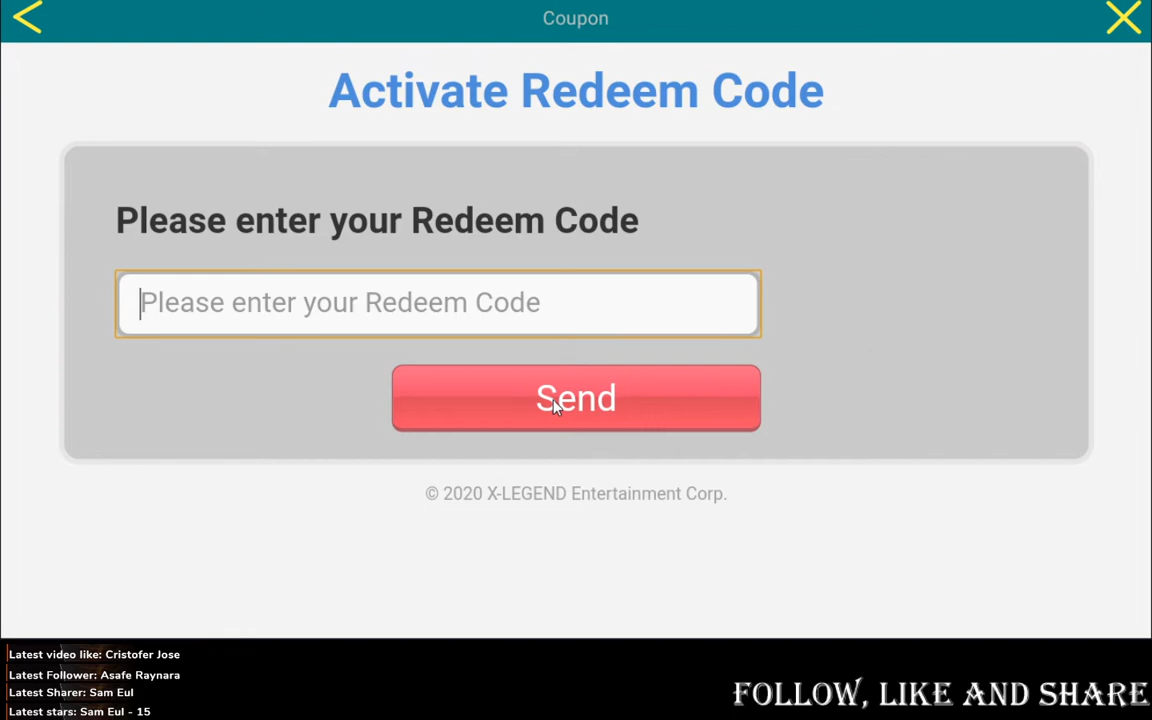 Coupon
Activate Redeem Code
Please enter your Redeem Code
Please enter your Redeem Code
Send
© 2020 X-LEGEND Entertainment Corp.
Latest video like: Cristofer Jose
Latest Follower: Asafe Raynara
Latest Sharer: Sam Eul
Latest stars: Sam Eul - 15
FOLLOW, LIKE AND SHARE